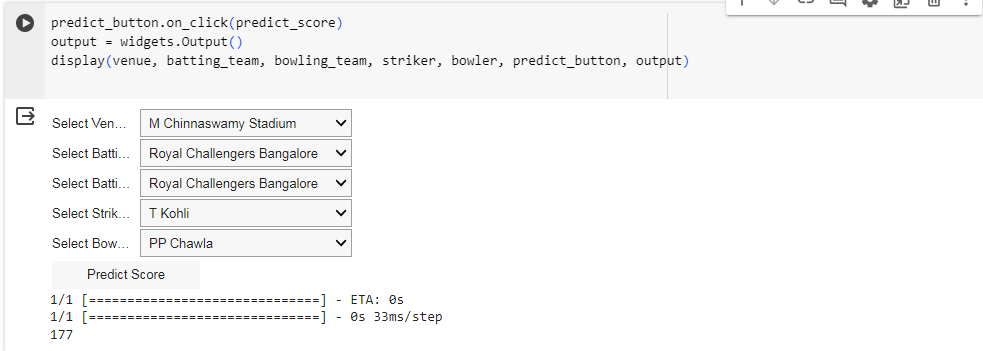 predict_button.on_click(predict_score)
output = widgets.Output()
display(venue, batting_team, bowling_team, striker, bowler, predict_button, output)
Select Ven... M Chinnaswamy Stadium
Select Batti... Royal Challengers Bangalore
Select Batti... Royal Challengers Bangalore
Select Strik... T Kohli
Select Bow... PP Chawla
Predict Score
1/1 [==============================] - ETA: 0s
1/1 [==============================] - 0s 33ms/step
177